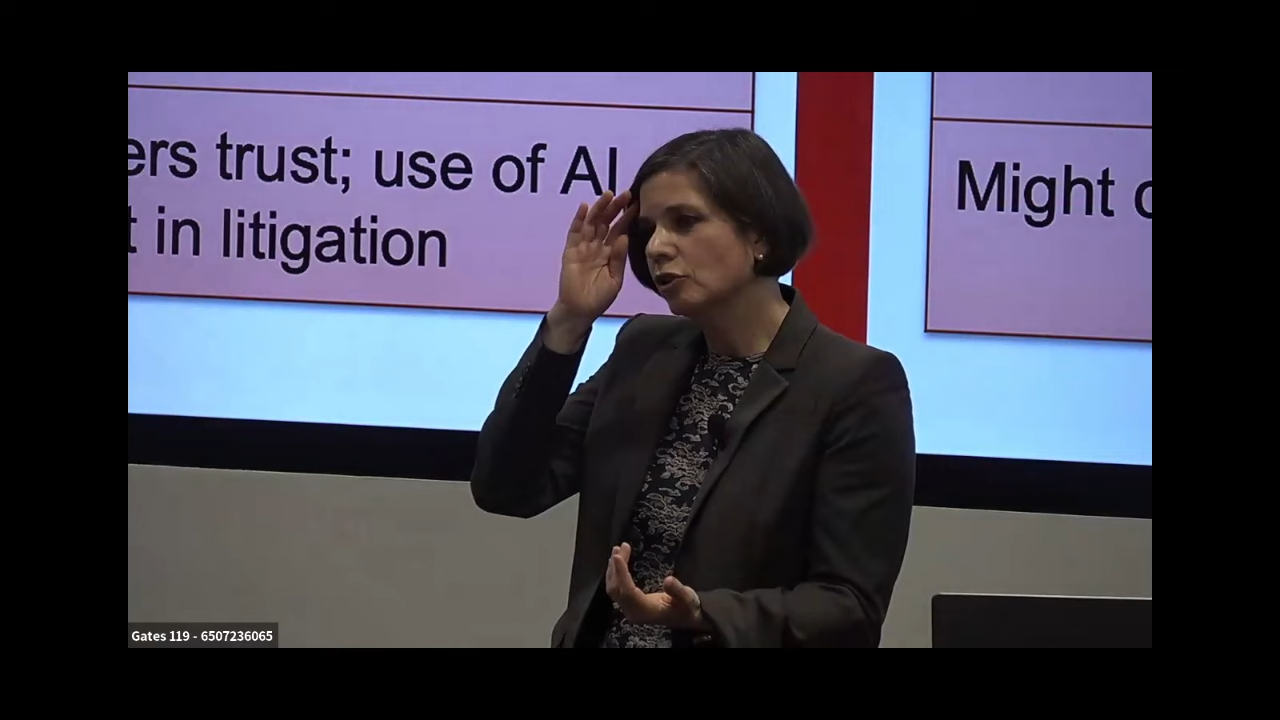 ers trust; use of AI
t in litigation
Might
Gates 119 - 6507236065